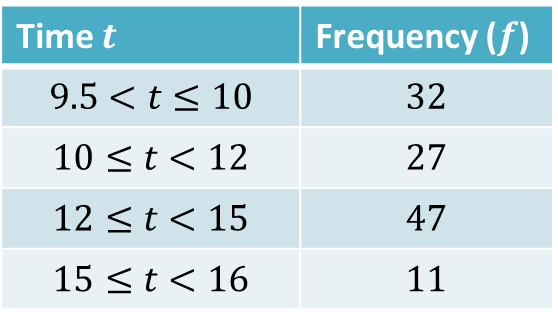 Time t Frequency (f)
9.5 < t ≤ 10 32
10 ≤ t < 12 27
12 ≤ t < 15 47
15 ≤ t < 16 11